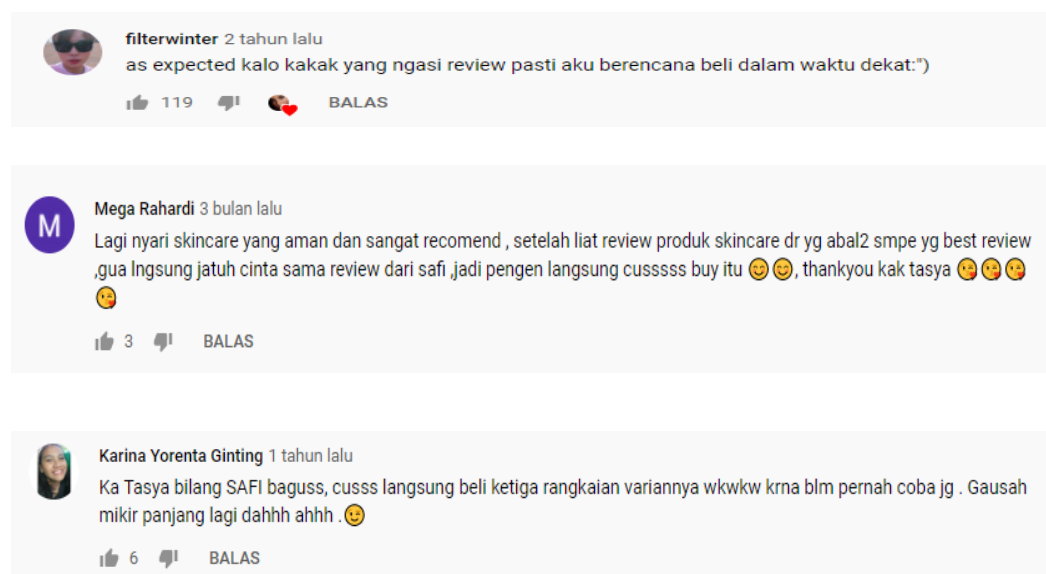 filterwinter 2 tahun lalu
as expected kalo kakak yang ngasi review pasti aku berencana beli dalam waktu dekat:")
119 BALAS
M
Mega Rahardi 3 bulan lalu
Lagi nyari skincare yang aman dan sangat recomend , setelah liat review produk skincare dr yg abal2 smpe yg best review
,gua lngsung jatuh cinta sama review dari safi ,jadi pengen langsung cusssss buy itu 😊😊, thankyou kak tasya 😘😘😘
😘
3 BALAS
Karina Yorenta Ginting 1 tahun lalu
Ka Tasya bilang SAFI baguss, cusss langsung beli ketiga rangkaian variannya wkwkw krna blm pernah coba jg . Gausah
mikir panjang lagi dahhh ahhh .😉
6 BALAS